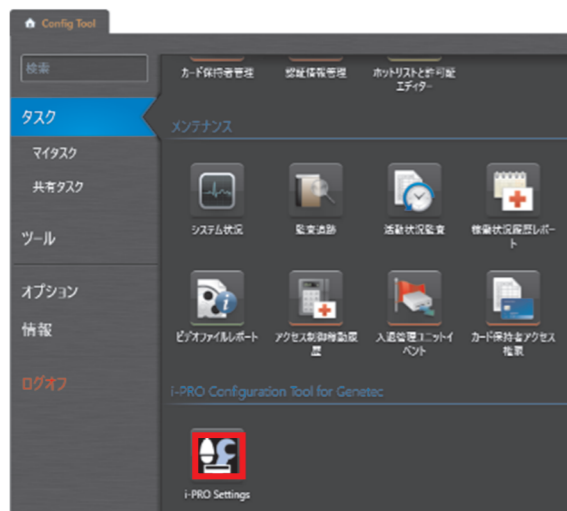 Config Tool
検索
タスク
マイタスク
共有タスク
ツール
オプション
情報
ログオフ
カード保持者管理
認証情報管理
ホットリストと許可証
エディター
メンテナンス
システム状況
監査追跡
活動状況監査
稼働状況履歴レポー
ト
ビデオファイルレポート
アクセス制御稼動履
歴
入退管理ユニットイ
ベント
カード保持者アクセス
権限
i-PRO Configuration Tool for Genetec
i-PRO Settings